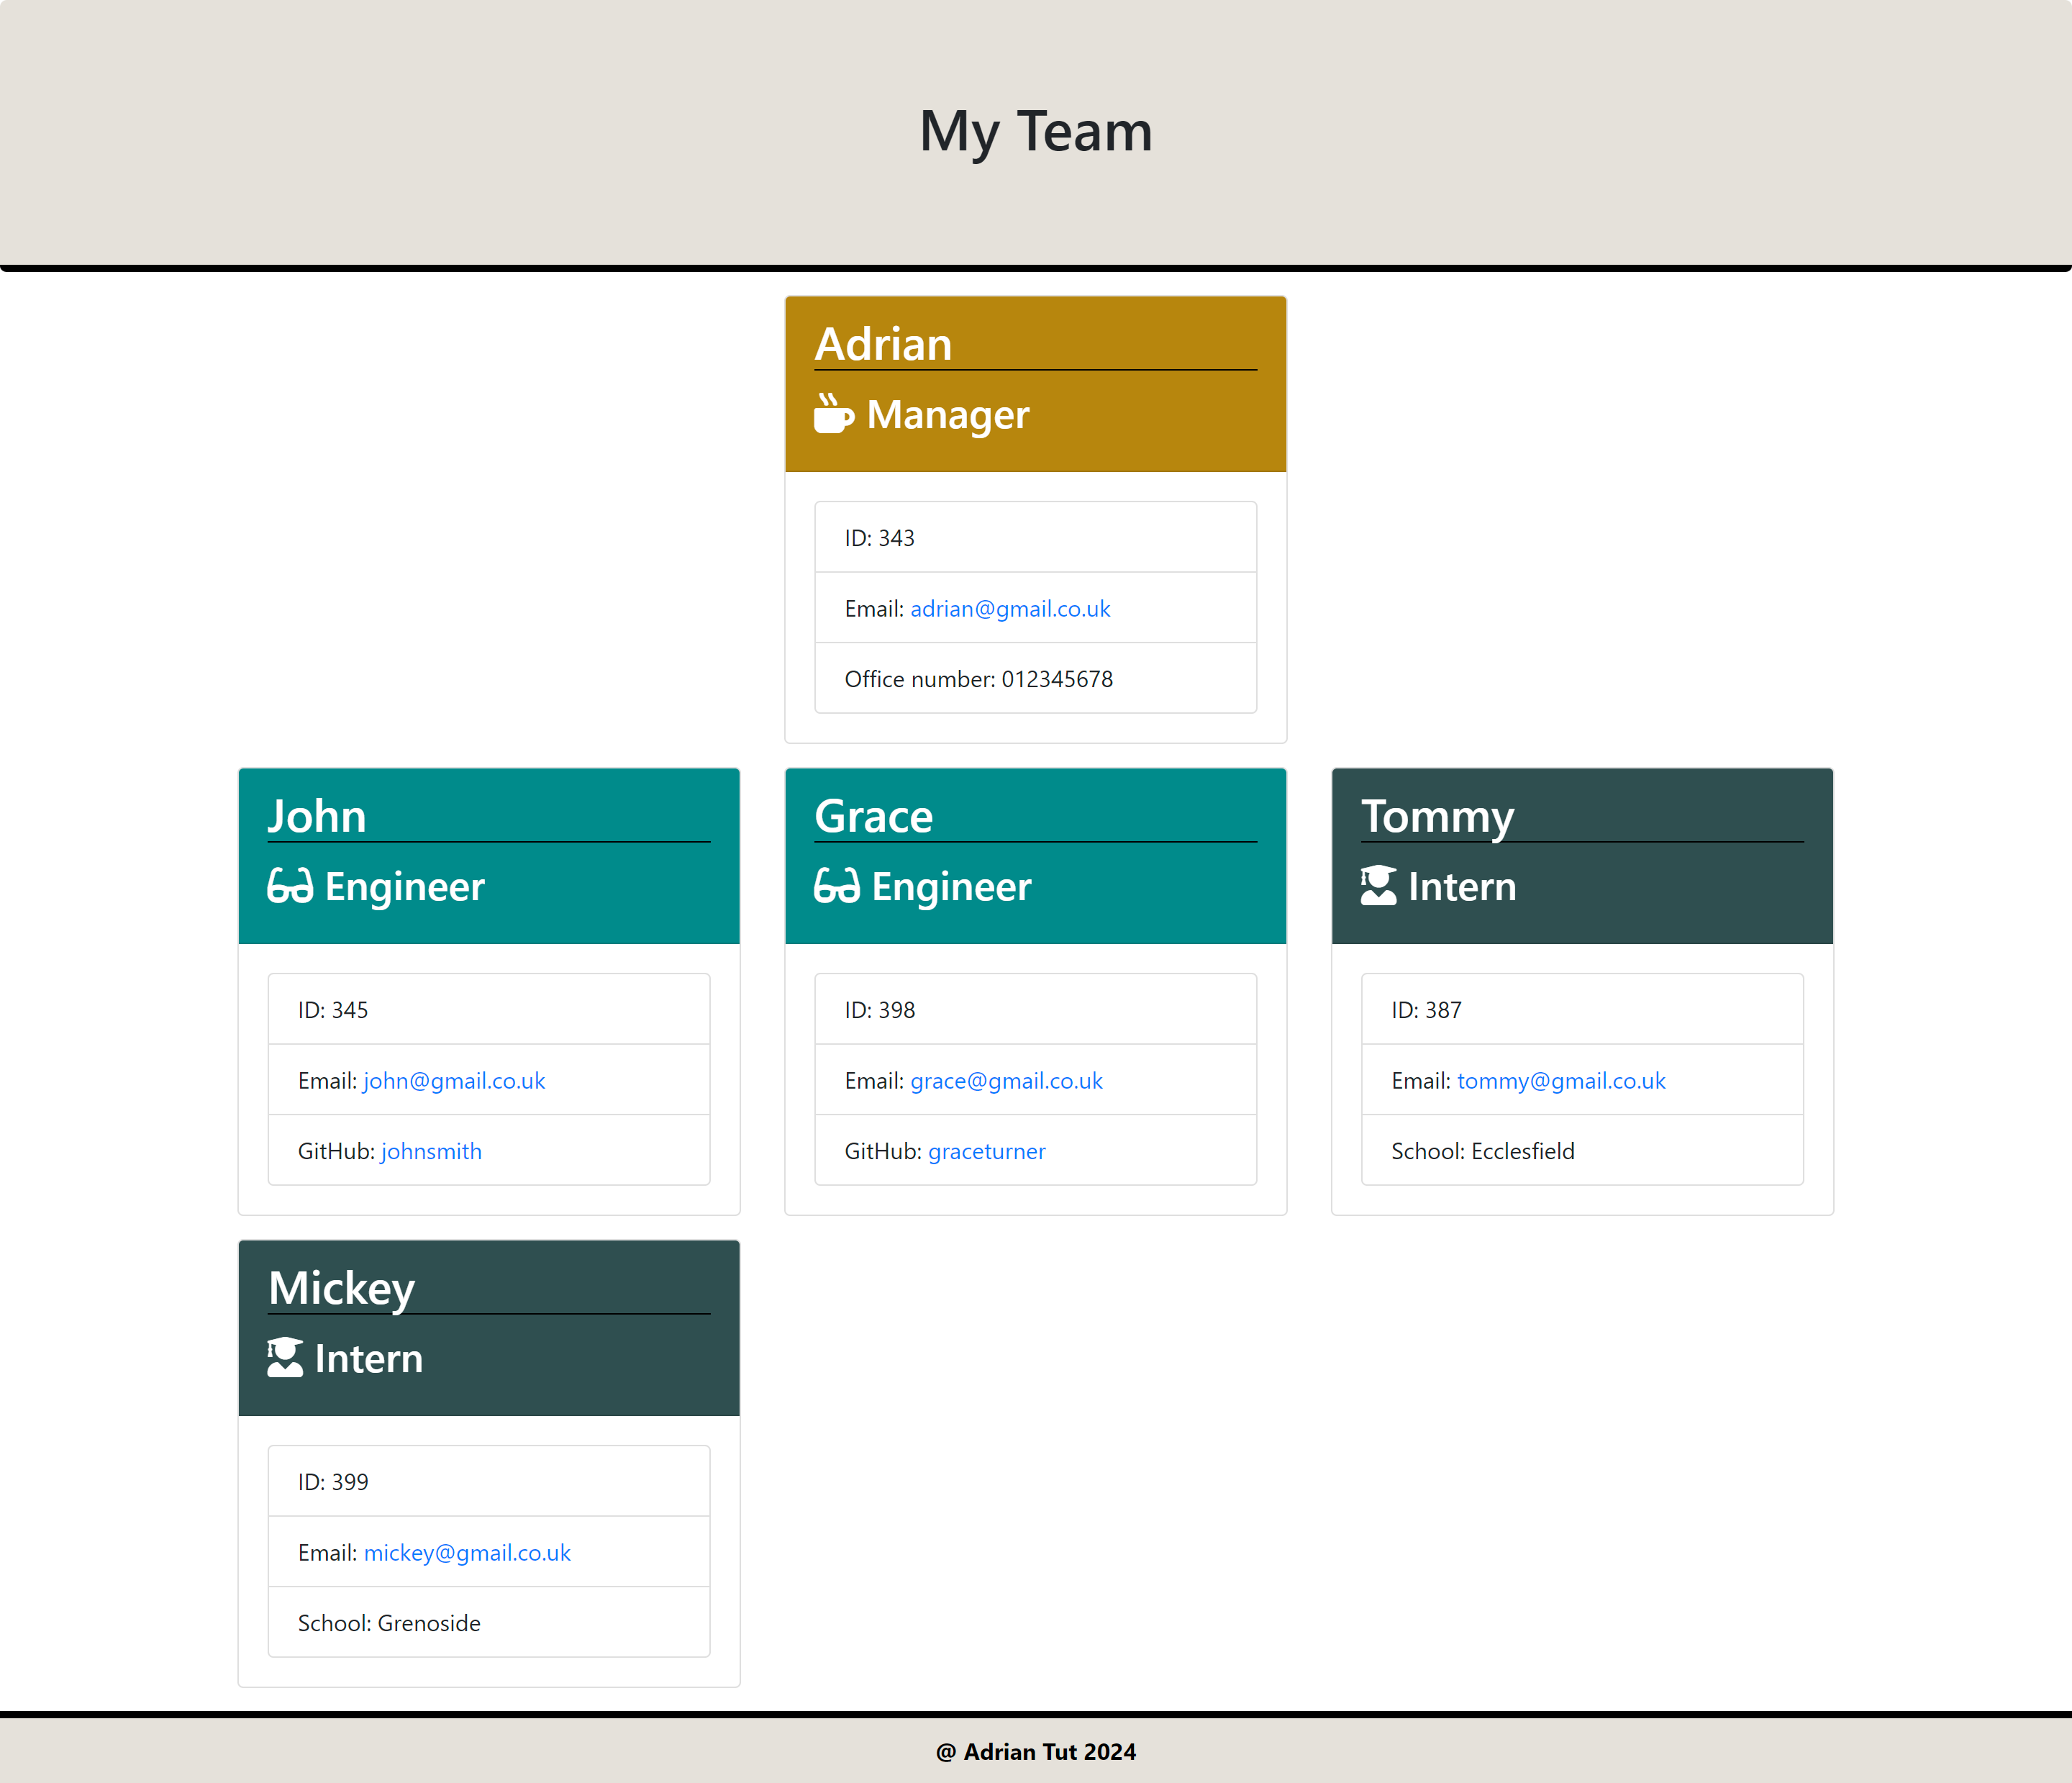 My Team
Adrian
Manager
ID: 343
Email: adrian@gmail.co.uk
Office number: 012345678
John
Engineer
ID: 345
Email: john@gmail.co.uk
GitHub: johnsmith
Grace
Engineer
ID: 398
Email: grace@gmail.co.uk
GitHub: graceturner
Tommy
Intern
ID: 387
Email: tommy@gmail.co.uk
School: Ecclesfield
Mickey
Intern
ID: 399
Email: mickey@gmail.co.uk
School: Grenoside
@ Adrian Tut 2024